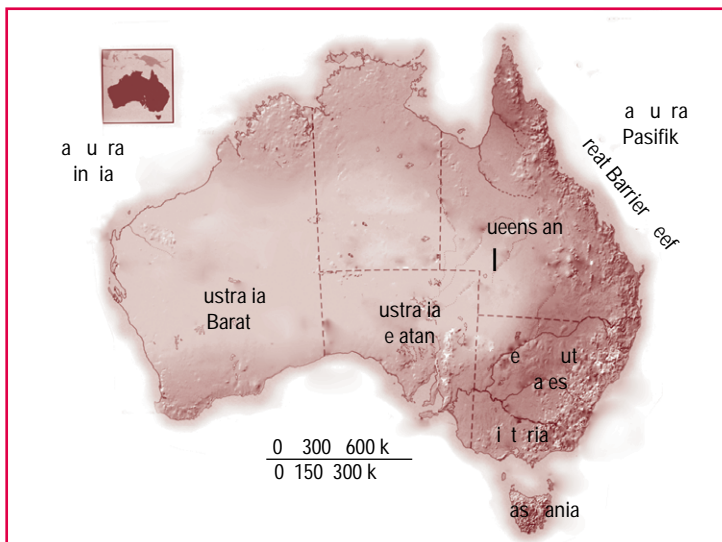 a u ra
Pasifik
a u ra
in ia
reat Barrier eef
ueens an
ustra ia
Barat
ustra ia
e atan
e ut
a es
i t ria
0 300 600 k
0 150 300 k
as ania